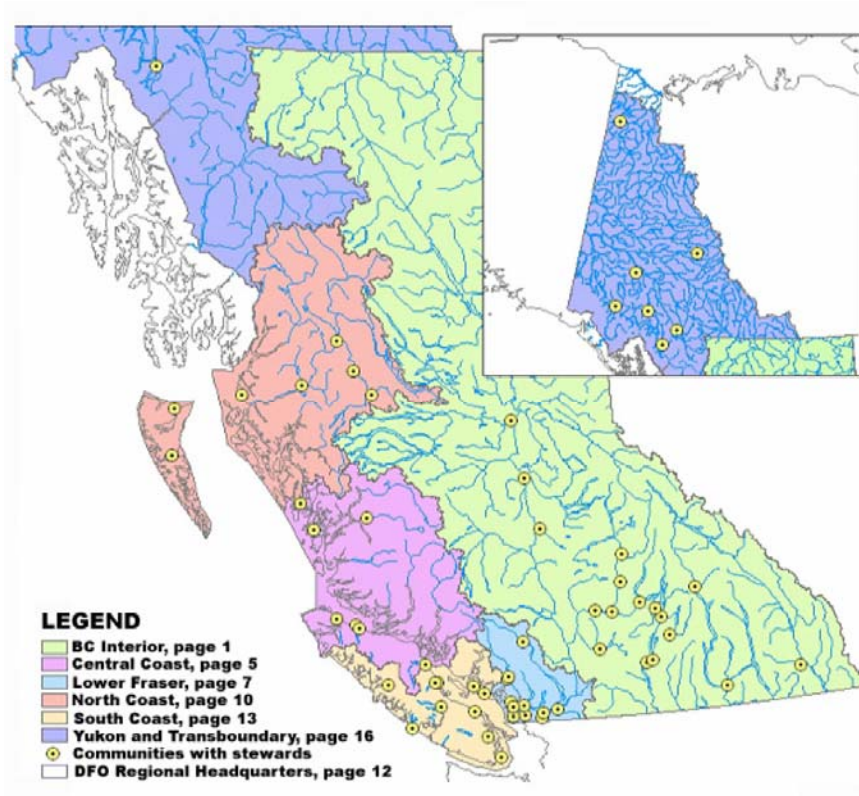 LEGEND
BC Interior, page 1
Central Coast, page 5
Lower Fraser, page 7
North Coast, page 10
South Coast, page 13
Yukon and Transboundary, page 16
Communities with stewards
DFO Regional Headquarters, page 12